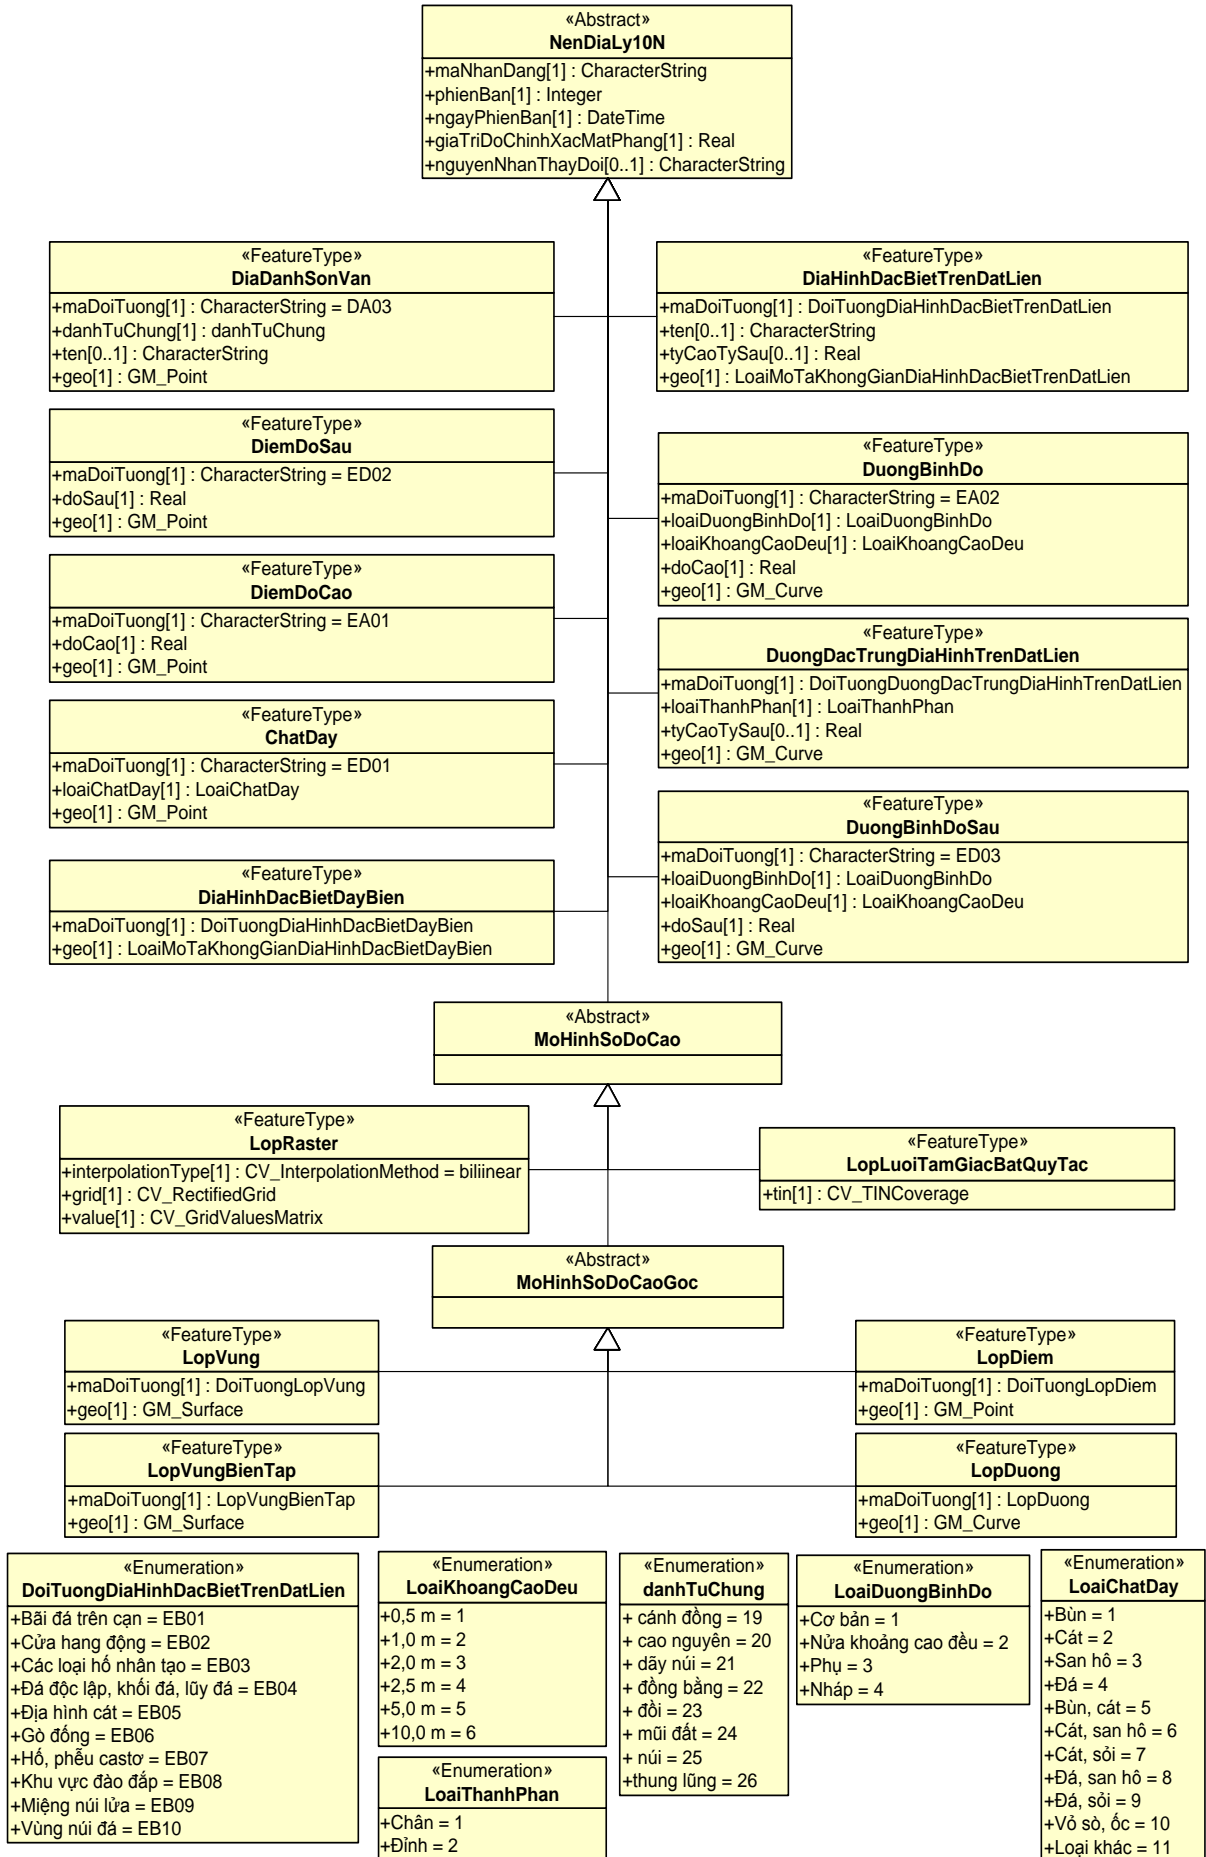 «Abstract»
NenDiaLy10N
+maNhanDang[1] : CharacterString
+phienBan[1] : Integer
+ngayPhienBan[1] : DateTime
+giaTriDoChinhXacMatPhang[1] : Real
+nguyenNhanThayDoi[0..1] : CharacterString
«FeatureType»
DiaDanhSonVan
+maDoiTuong[1] : CharacterString = DA03
+danhTuChung[1] : danhTuChung
+ten[0..1] : CharacterString
+geo[1] : GM_Point
«FeatureType»
DiaHinhDacBietTrenDatLien
+maDoiTuong[1] : DoiTuongDiaHinhDacBietTrenDatLien
+ten[0..1] : CharacterString
+tyCaoTySau[0..1] : Real
+geo[1] : LoaiMoTaKhongGianDiaHinhDacBietTrenDatLien
«FeatureType»
DiemDoSau
+maDoiTuong[1] : CharacterString = ED02
+doSau[1] : Real
+geo[1] : GM_Point
«FeatureType»
DuongBinhDo
+maDoiTuong[1] : CharacterString = EA02
+loaiDuongBinhDo[1] : LoaiDuongBinhDo
+loaiKhoangCaoDeu[1] : LoaiKhoangCaoDeu
+doCao[1] : Real
+geo[1] : GM_Curve
«FeatureType»
DiemDoCao
+maDoiTuong[1] : CharacterString = EA01
+doCao[1] : Real
+geo[1] : GM_Point
«FeatureType»
DuongDacTrungDiaHinhTrenDatLien
+maDoiTuong[1] : DoiTuongDuongDacTrungDiaHinhTrenDatLien
+loaiThanhPhan[1] : LoaiThanhPhan
+tyCaoTySau[0..1] : Real
+geo[1] : GM_Curve
«FeatureType»
ChatDay
+maDoiTuong[1] : CharacterString = ED01
+loaiChatDay[1] : LoaiChatDay
+geo[1] : GM_Point
«FeatureType»
DuongBinhDoSau
+maDoiTuong[1] : CharacterString = ED03
+loaiDuongBinhDo[1] : LoaiDuongBinhDo
+loaiKhoangCaoDeu[1] : LoaiKhoangCaoDeu
+doSau[1] : Real
+geo[1] : GM_Curve
«FeatureType»
DiaHinhDacBietDayBien
+maDoiTuong[1] : DoiTuongDiaHinhDacBietDayBien
+geo[1] : LoaiMoTaKhongGianDiaHinhDacBietDayBien
«Abstract»
MoHinhSoDoCao
«FeatureType»
LopRaster
+interpolationType[1] : CV_InterpolationMethod = biliinear
+grid[1] : CV_RectifiedGrid
+value[1] : CV_GridValuesMatrix
«FeatureType»
LopLuoiTamGiacBatQuyTac
+tin[1] : CV_TINCoverage
«Abstract»
MoHinhSoDoCaoGoc
«FeatureType»
LopVung
+maDoiTuong[1] : DoiTuongLopVung
+geo[1] : GM_Surface
«FeatureType»
LopDiem
+maDoiTuong[1] : DoiTuongLopDiem
+geo[1] : GM_Point
«FeatureType»
LopVungBienTap
+maDoiTuong[1] : LopVungBienTap
+geo[1] : GM_Surface
«FeatureType»
LopDuong
+maDoiTuong[1] : LopDuong
+geo[1] : GM_Curve
«Enumeration»
DoiTuongDiaHinhDacBietTrenDatLien
+Bãi đá trên cạn = EB01
+Cửa hang động = EB02
+Các loại hố nhân tạo = EB03
+Đá độc lập, khối đá, lũy đá = EB04
+Địa hình cát = EB05
+Gò đống = EB06
+Hố, phễu castơ = EB07
+Khu vực đào đắp = EB08
+Miệng núi lửa = EB09
+Vùng núi đá = EB10
«Enumeration»
LoaiKhoangCaoDeu
+0,5 m = 1
+1,0 m = 2
+2,0 m = 3
+2,5 m = 4
+5,0 m = 5
+10,0 m = 6
«Enumeration»
LoaiThanhPhan
+Chân = 1
+Đỉnh = 2
«Enumeration»
danhTuChung
+ cánh đồng = 19
+ cao nguyên = 20
+ dãy núi = 21
+ đồng bằng = 22
+ đồi = 23
+ mũi đất = 24
+ núi = 25
+thung lũng = 26
«Enumeration»
LoaiDuongBinhDo
+Cơ bản = 1
+Nửa khoảng cao đều = 2
+Phụ = 3
+Nháp = 4
«Enumeration»
LoaiChatDay
+Bùn = 1
+Cát = 2
+San hô = 3
+Đá = 4
+Bùn, cát = 5
+Cát, san hô = 6
+Cát, sỏi = 7
+Đá, san hô = 8
+Đá, sỏi = 9
+Vỏ sò, ốc = 10
+Loại khác = 11